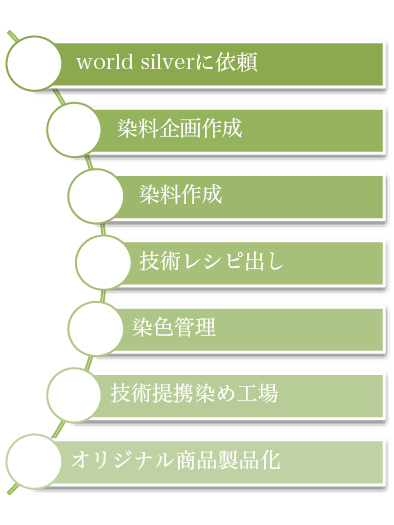 world silverに依頼
染料企画作成
染料作成
技術レシピ出し
染色管理
技術提携染め工場
オリジナル商品製品化